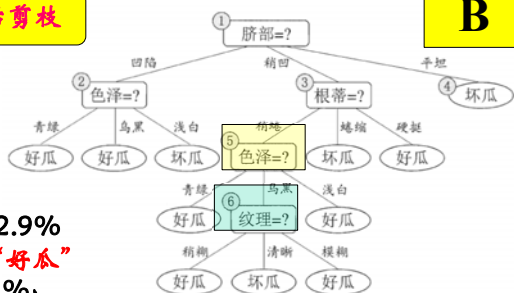 剪枝
B
① 脐部=?
凹陷 稍凹 平坦
② 色泽=? ③ 根蒂=? ④ 坏瓜
青绿 乌黑 浅白 稍蜷 蜷缩 硬挺
好瓜 好瓜 坏瓜 ⑤ 色泽=? 坏瓜 好瓜
青绿 乌黑 浅白
好瓜 ⑥ 纹理=? 好瓜
2.9%
“好瓜”
稍糊 清晰 模糊
好瓜 坏瓜 好瓜
%、